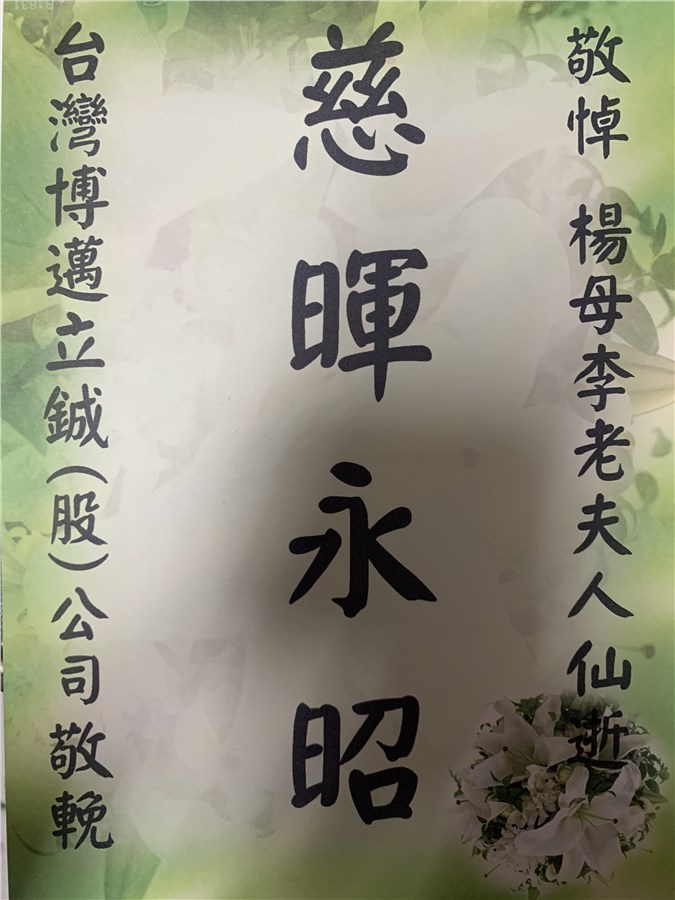 敬悼 楊母李老夫人仙逝
慈暉永昭
台灣博邁立鋮(股)公司敬輓